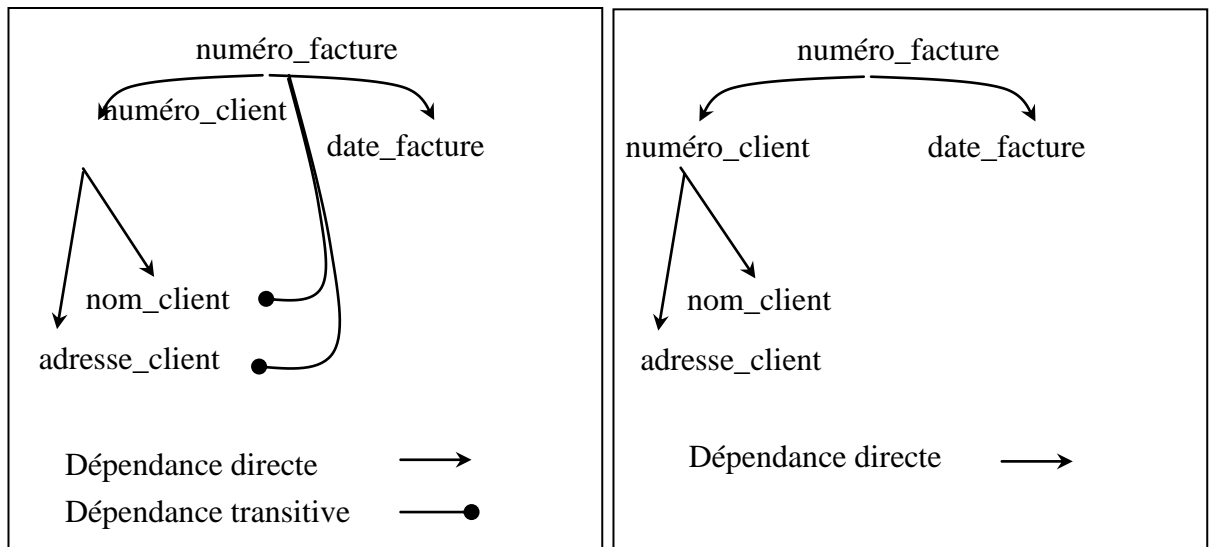 numéro_facture
numéro_client
date_facture
nom_client
adresse_client
Dépendance directe
Dépendance transitive
numéro_facture
numéro_client
date_facture
nom_client
adresse_client
Dépendance directe